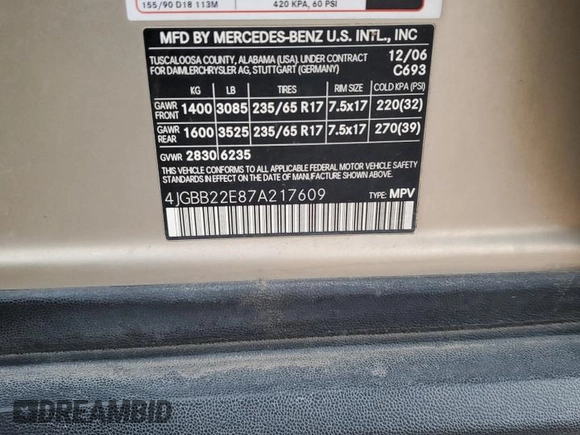 155/90 D18 113M 420 KPA, 60 PSI
MFD BY MERCEDES-BENZ U.S. INTL., INC
TUSCALOOSA COUNTY, ALABAMA (USA). UNDER CONTRACT 12/06
FOR DAIMLERCHRYSLER AG, STUTTGART (GERMANY) C693
KG LB TIRES RIM SIZE COLD KPA (PSI)
GAWR FRONT 1400 3085 235/65 R17 7.5x17 220(32)
GAWR REAR 1600 3525 235/65 R17 7.5x17 270(39)
GVWR 2830 6235
THIS VEHICLE CONFORMS TO ALL APPLICABLE FEDERAL MOTOR VEHICLE SAFETY
STANDARDS IN EFFECT ON THE DATE OF MANUFACTURE SHOWN ABOVE.
4JGBB22E87A217609 TYPE: MPV
DREAMBID